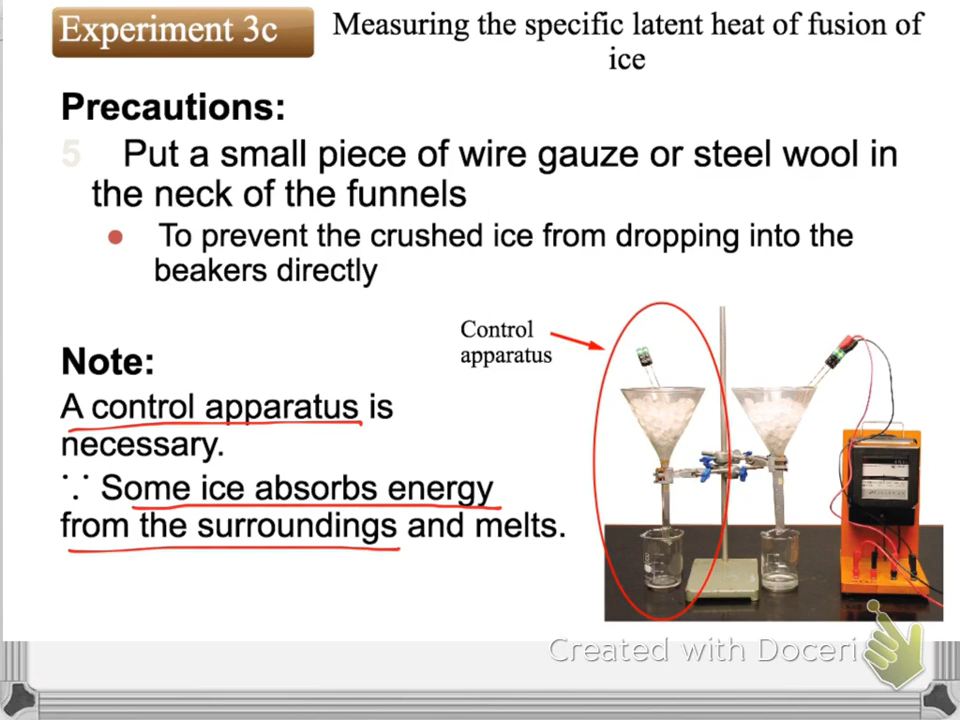 Experiment 3c
Measuring the specific latent heat of fusion of
ice
Precautions:
5 Put a small piece of wire gauze or steel wool in
the neck of the funnels
● To prevent the crushed ice from dropping into the
beakers directly
Control
apparatus
Note:
A control apparatus is
necessary.
∵ Some ice absorbs energy
from the surroundings and melts.
Created with Doceri